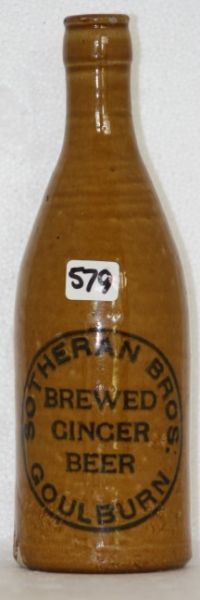 579
SOTHERAN BROS.
BREWED
GINGER
BEER
GOULBURN